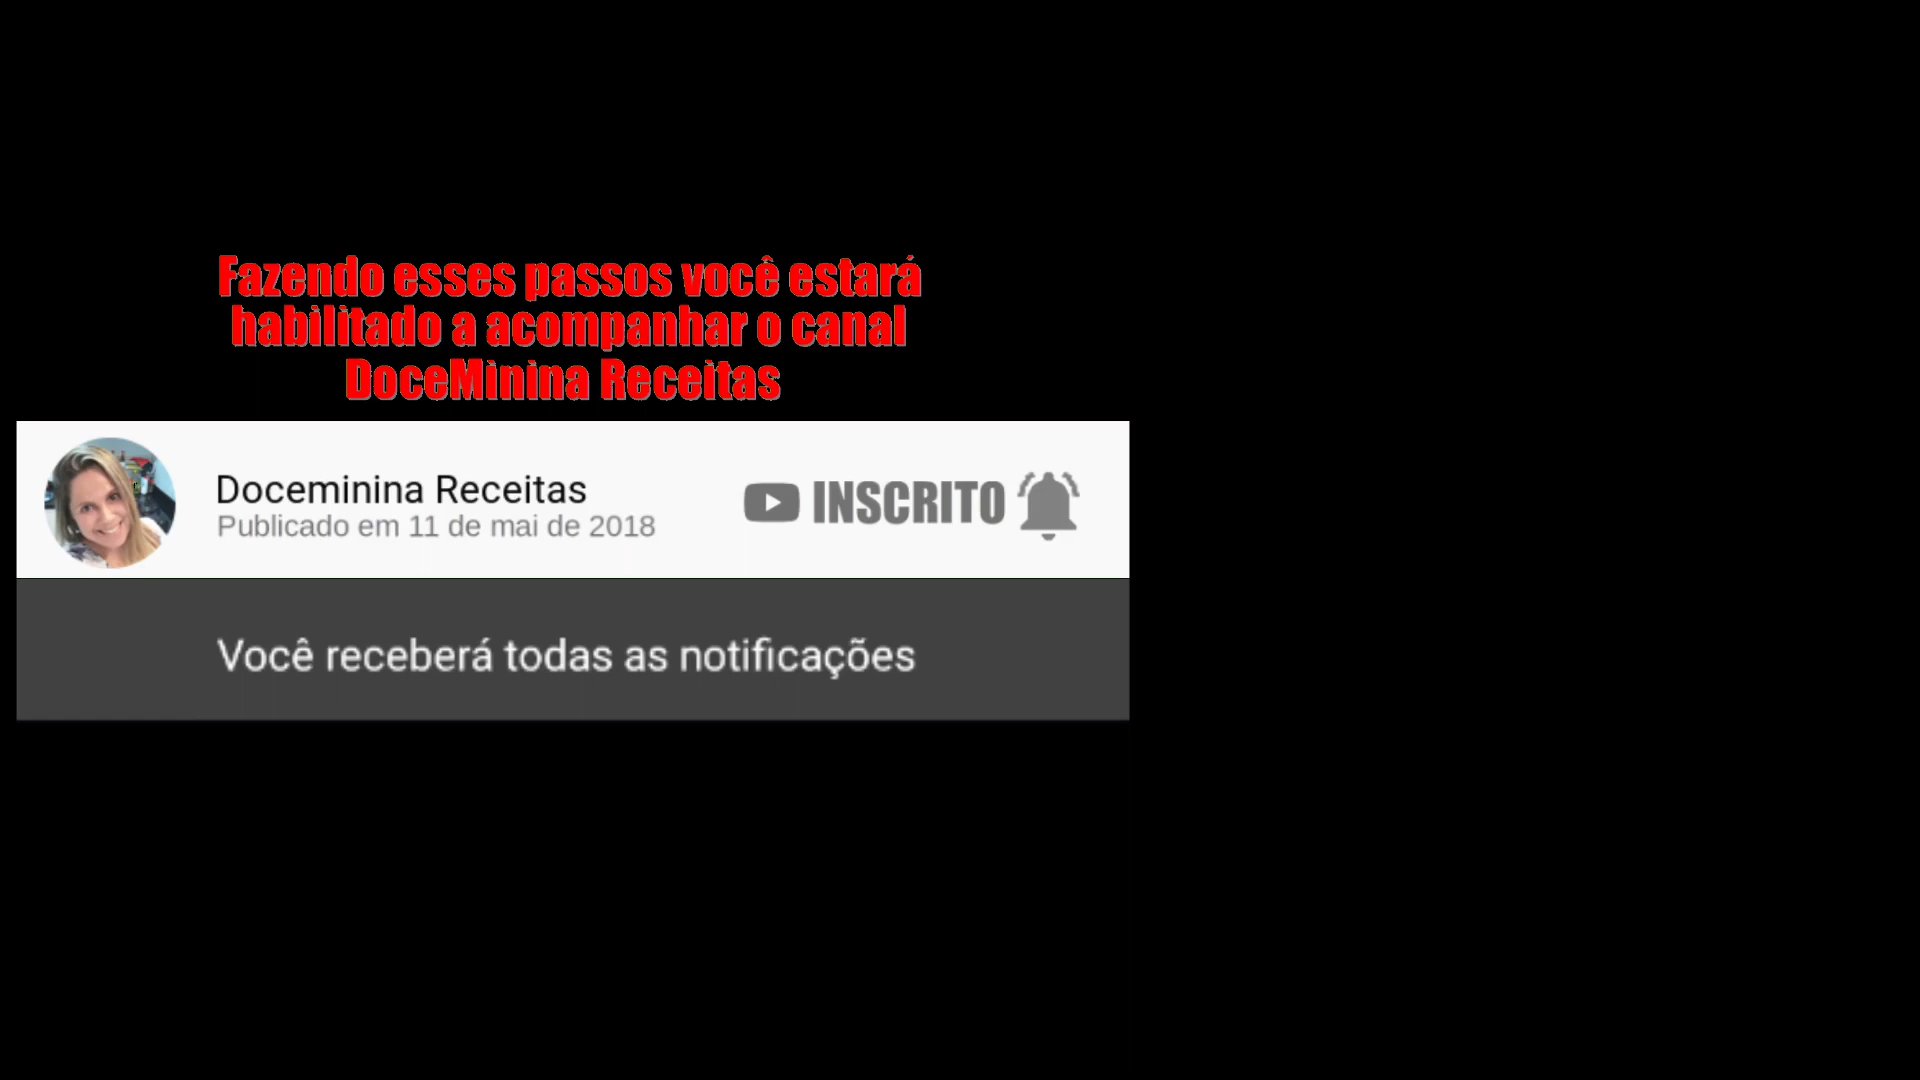 Fazendo esses passos você estará
habilitado a acompanhar o canal
DoceMinina Receitas
Doceminina Receitas
INSCRITO
Publicado em 11 de mai de 2018
Você receberá todas as notificações